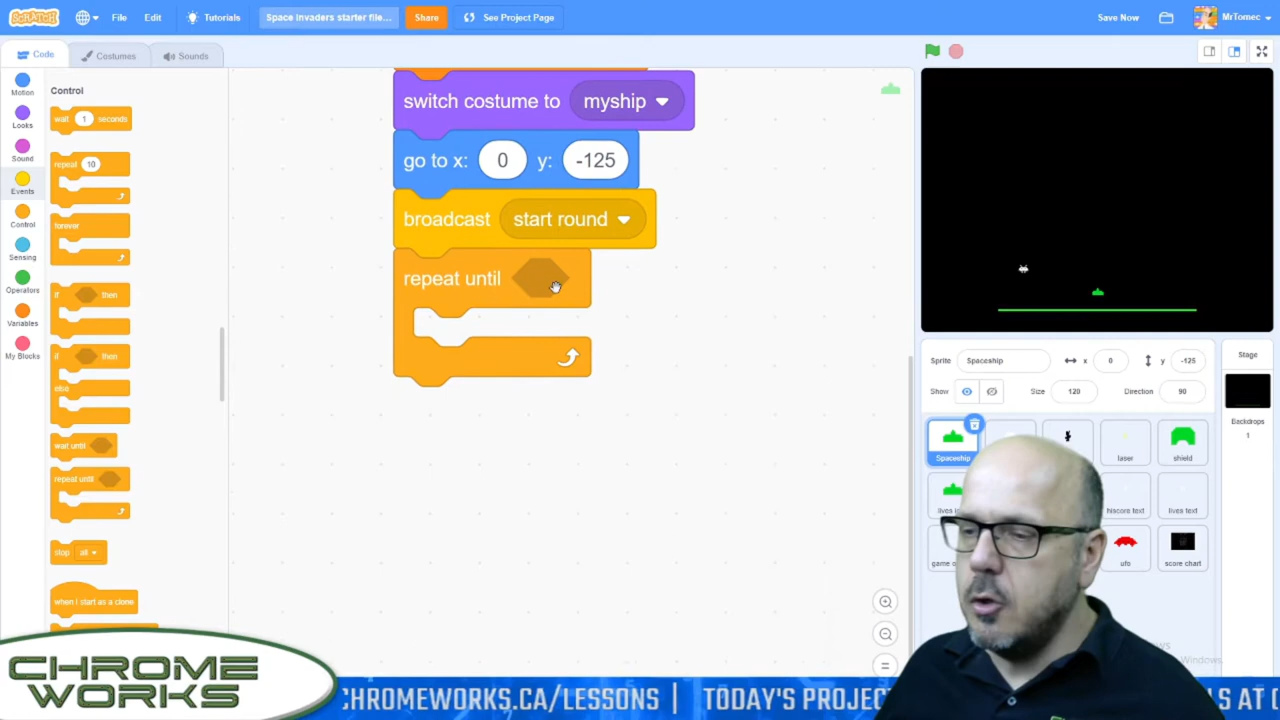 SCRATCH
File
Edit
Tutorials
Space Invaders starter file...
Share
See Project Page
Save Now
MrTomec
Code
Costumes
Sounds
Motion
Looks
Sound
Events
Control
Sensing
Operators
Variables
My Blocks
Control
wait 1 seconds
repeat 10
forever
if then
if then
else
wait until
repeat until
stop all
when I start as a clone
switch costume to myship
go to x: 0 y: -125
broadcast start round
repeat until
Sprite Spaceship x 0 y -125
Show Size 120 Direction 90
Stage
Backdrops
1
Spaceship
laser
shield
hiscore text
lives text
ufo
score chart
CHROME
WORKS
CHROMEWORKS.CA/LESSONS | TODAY'S PROJEC